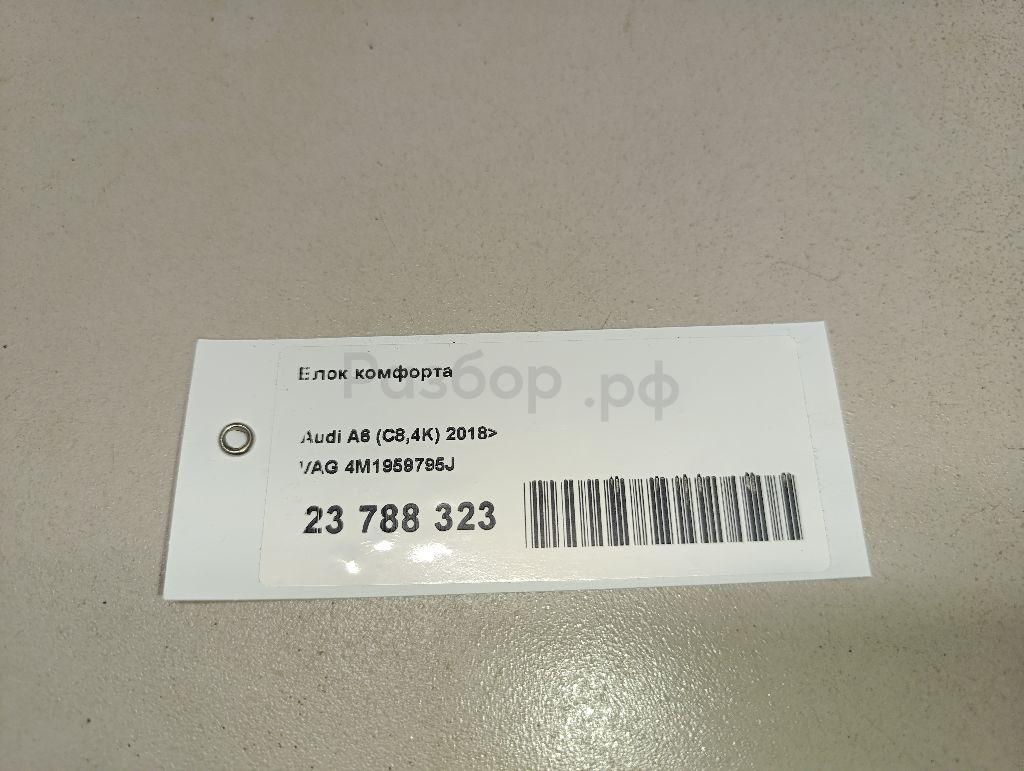 Блок комфорта
Разбор.рф
Audi A6 (C8,4K) 2018>
VAG 4M1959795J
23 788 323